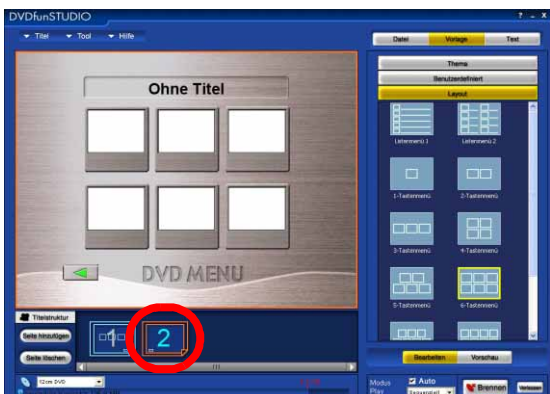 DVDfunSTUDIO
? - X
Titel Tool Hilfe
Datei Vorlage Text
Thema
Benutzerdefiniert
Layout
Ohne Titel
Listenmenü 1 Listenmenü 2
1-Tastenmenü 2-Tastenmenü
3-Tastenmenü 4-Tastenmenü
5-Tastenmenü 6-Tastenmenü
DVD MENU
Titelstruktur
Seite hinzufügen
Seite löschen
1 2
Bearbeiten Vorschau
12cm DVD
Modus Auto
Play
Brennen
Verlassen